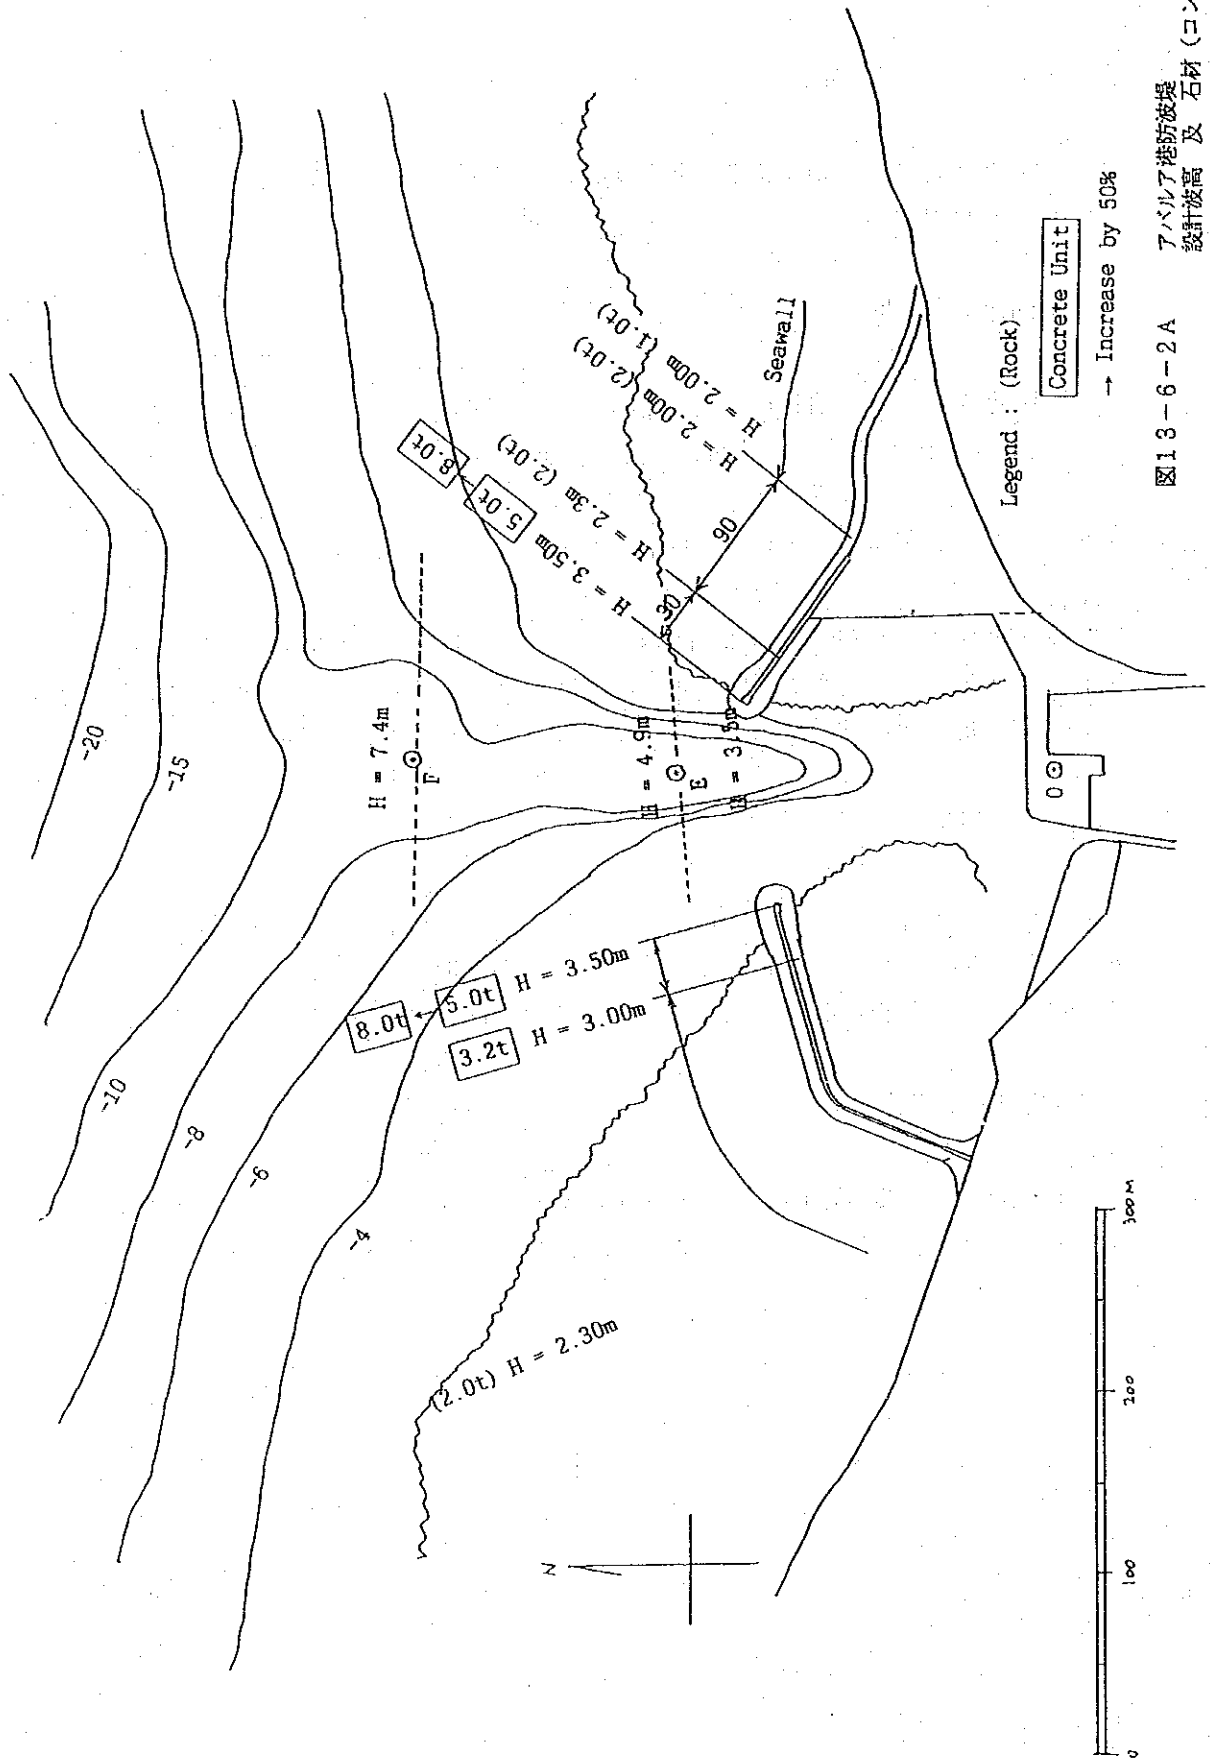 -20
-15
-10
-8
-6
-4
H = 7.4m
F
H = 4.9m
E
H = 3.5m
8.0t
5.0t
H = 3.50m
H = 2.3m (2.0t)
H = 2.00m (2.0t)
H = 2.00m (1.0t)
30
90
Seawall
8.0t ← 5.0t H = 3.50m
3.2t H = 3.00m
(2.0t) H = 2.30m
N
O
0
100
200
300M
Legend : (Rock)
Concrete Unit
→ Increase by 50%
図13-6-2A アバルア港防波堤
設計波高 及 石材 (コン